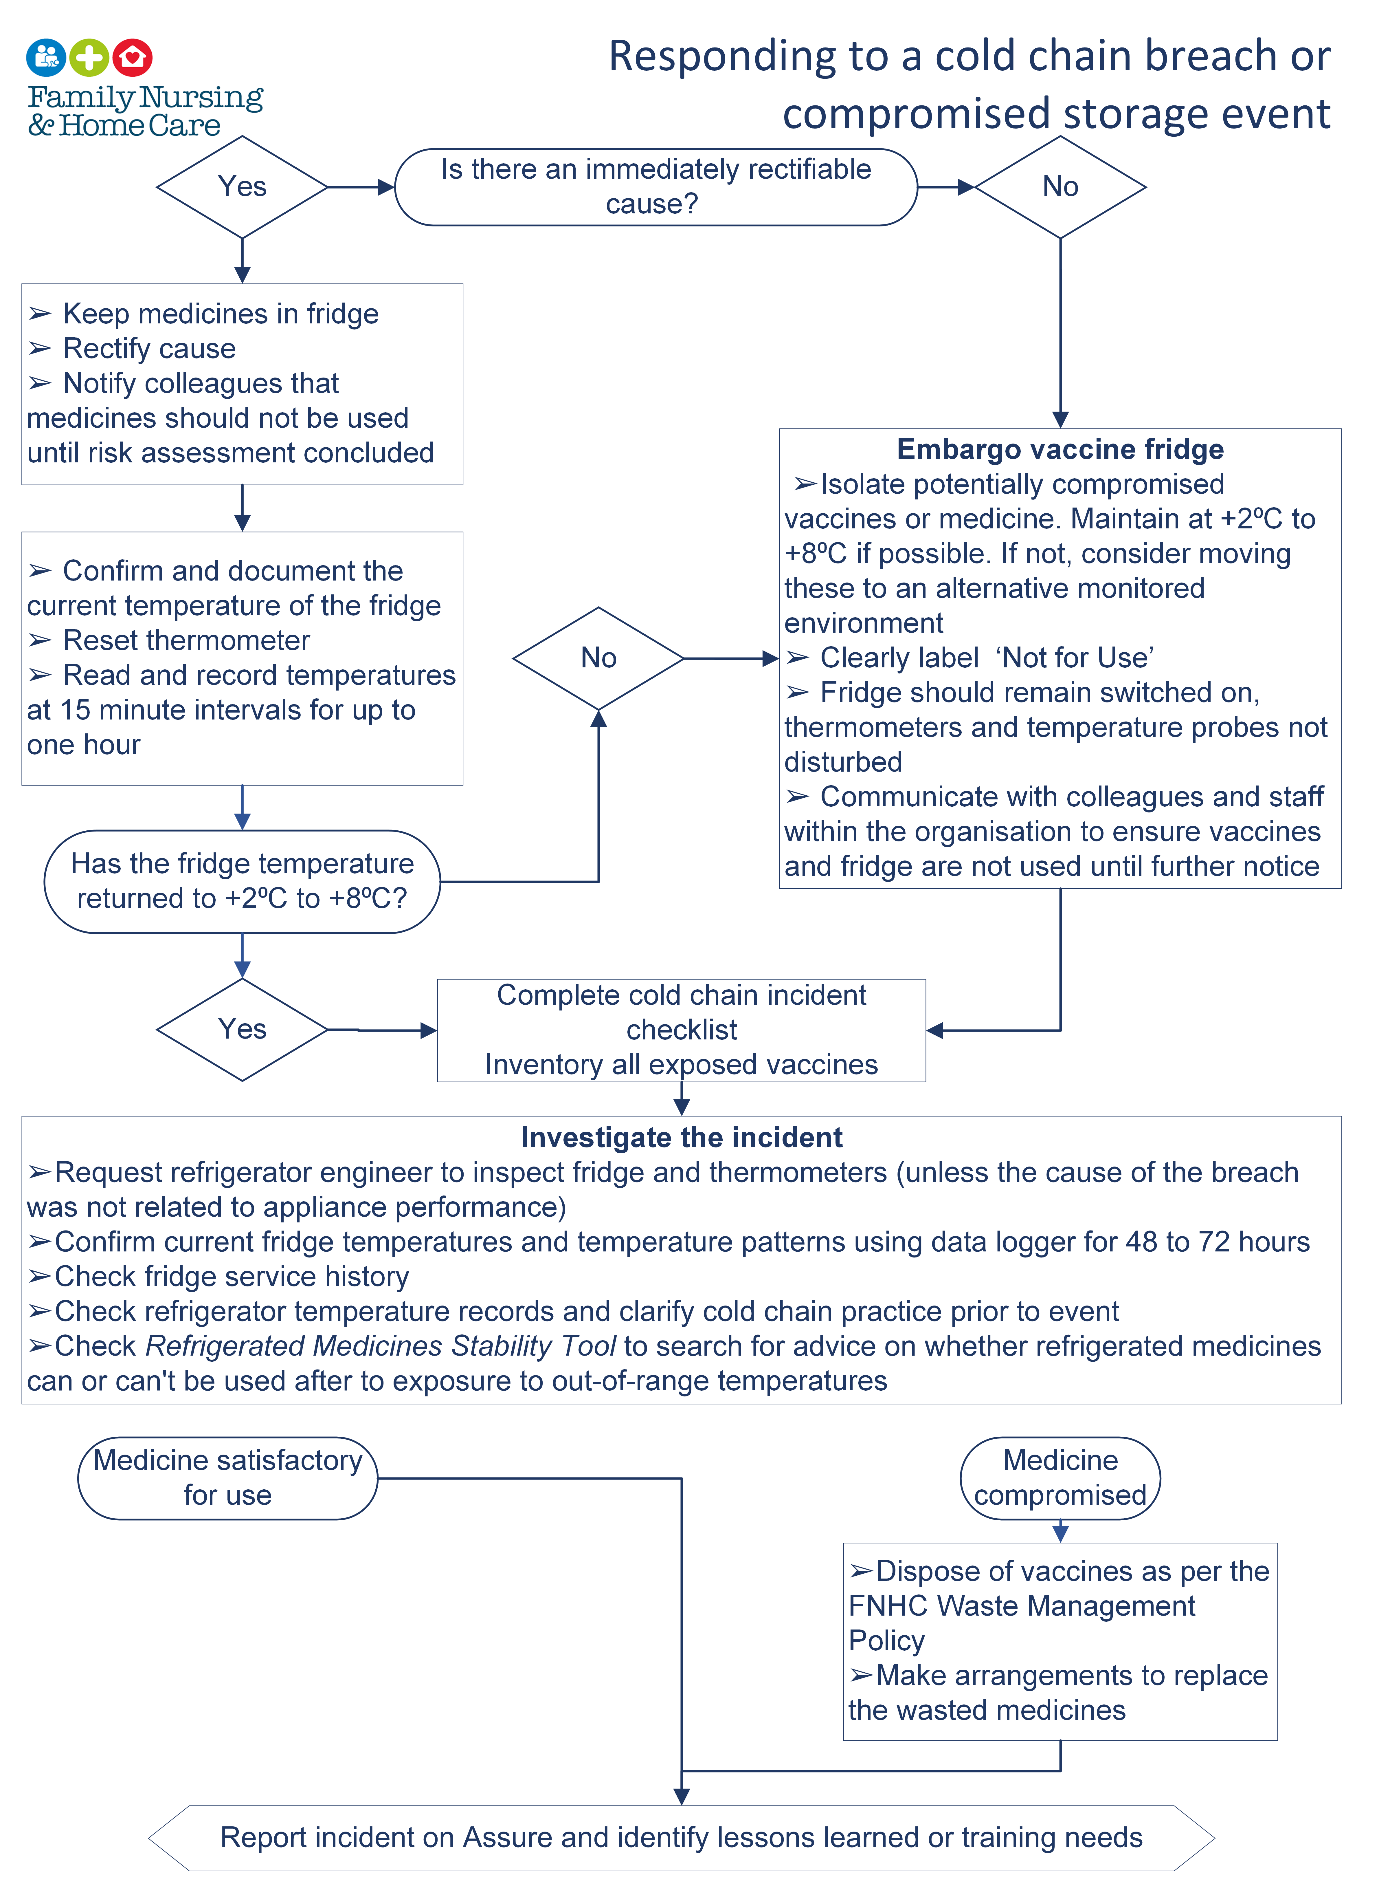 Family Nursing
& Home Care
Responding to a cold chain breach or
compromised storage event
Yes
Is there an immediately rectifiable
cause?
No
➢ Keep medicines in fridge
➢ Rectify cause
➢ Notify colleagues that
medicines should not be used
until risk assessment concluded
➢ Confirm and document the
current temperature of the fridge
➢ Reset thermometer
➢ Read and record temperatures
at 15 minute intervals for up to
one hour
No
Embargo vaccine fridge
➢Isolate potentially compromised
vaccines or medicine. Maintain at +2ºC to
+8ºC if possible. If not, consider moving
these to an alternative monitored
environment
➢ Clearly label ‘Not for Use’
➢ Fridge should remain switched on,
thermometers and temperature probes not
disturbed
➢ Communicate with colleagues and staff
within the organisation to ensure vaccines
and fridge are not used until further notice
Has the fridge temperature
returned to +2ºC to +8ºC?
Yes
Complete cold chain incident
checklist
Inventory all exposed vaccines
Investigate the incident
➢Request refrigerator engineer to inspect fridge and thermometers (unless the cause of the breach
was not related to appliance performance)
➢Confirm current fridge temperatures and temperature patterns using data logger for 48 to 72 hours
➢Check fridge service history
➢Check refrigerator temperature records and clarify cold chain practice prior to event
➢Check Refrigerated Medicines Stability Tool to search for advice on whether refrigerated medicines
can or can't be used after to exposure to out-of-range temperatures
Medicine satisfactory
for use
Medicine
compromised
➢Dispose of vaccines as per the
FNHC Waste Management
Policy
➢Make arrangements to replace
the wasted medicines
Report incident on Assure and identify lessons learned or training needs